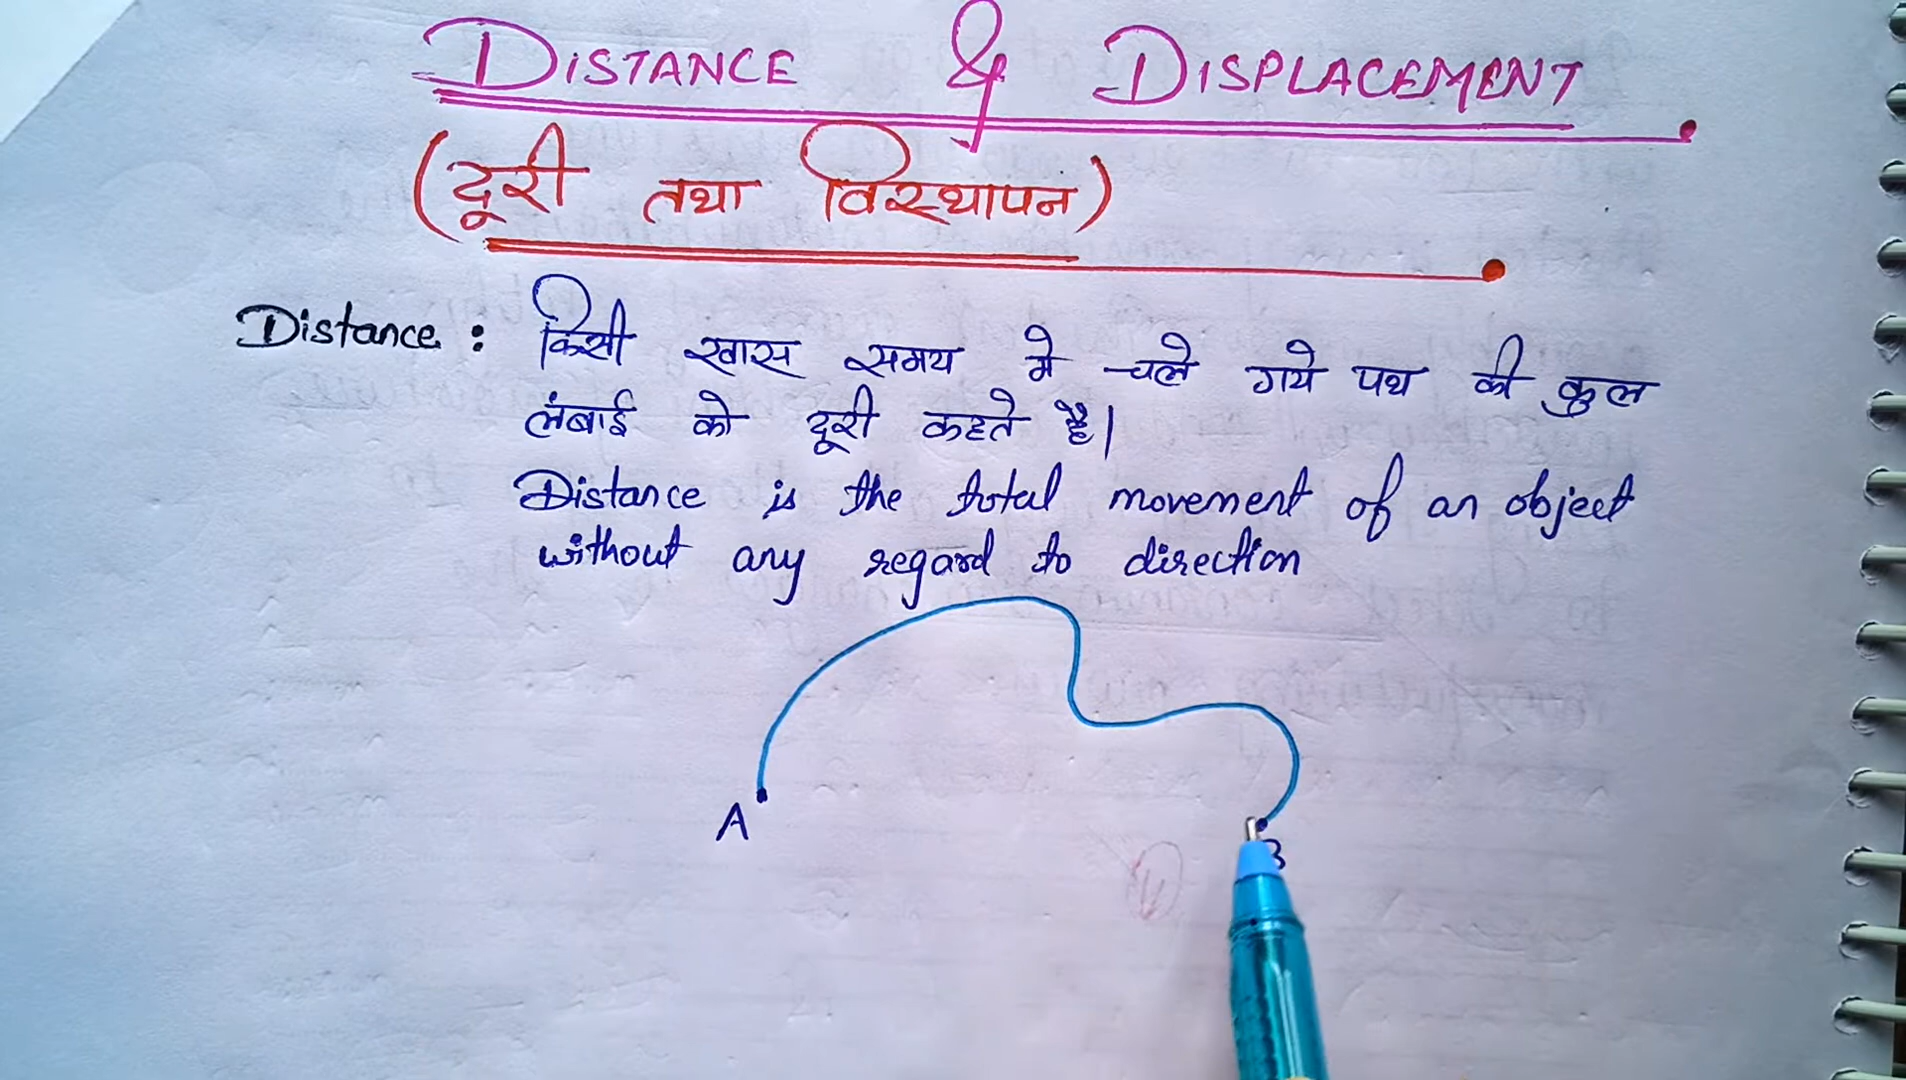 DISTANCE & DISPLACEMENT
(दूरी तथा विस्थापन)
Distance : किसी खास समय मे चले गये पथ की कुल
लंबाई को दूरी कहते है।
Distance is the total movement of an object
without any regard to direction
A
B